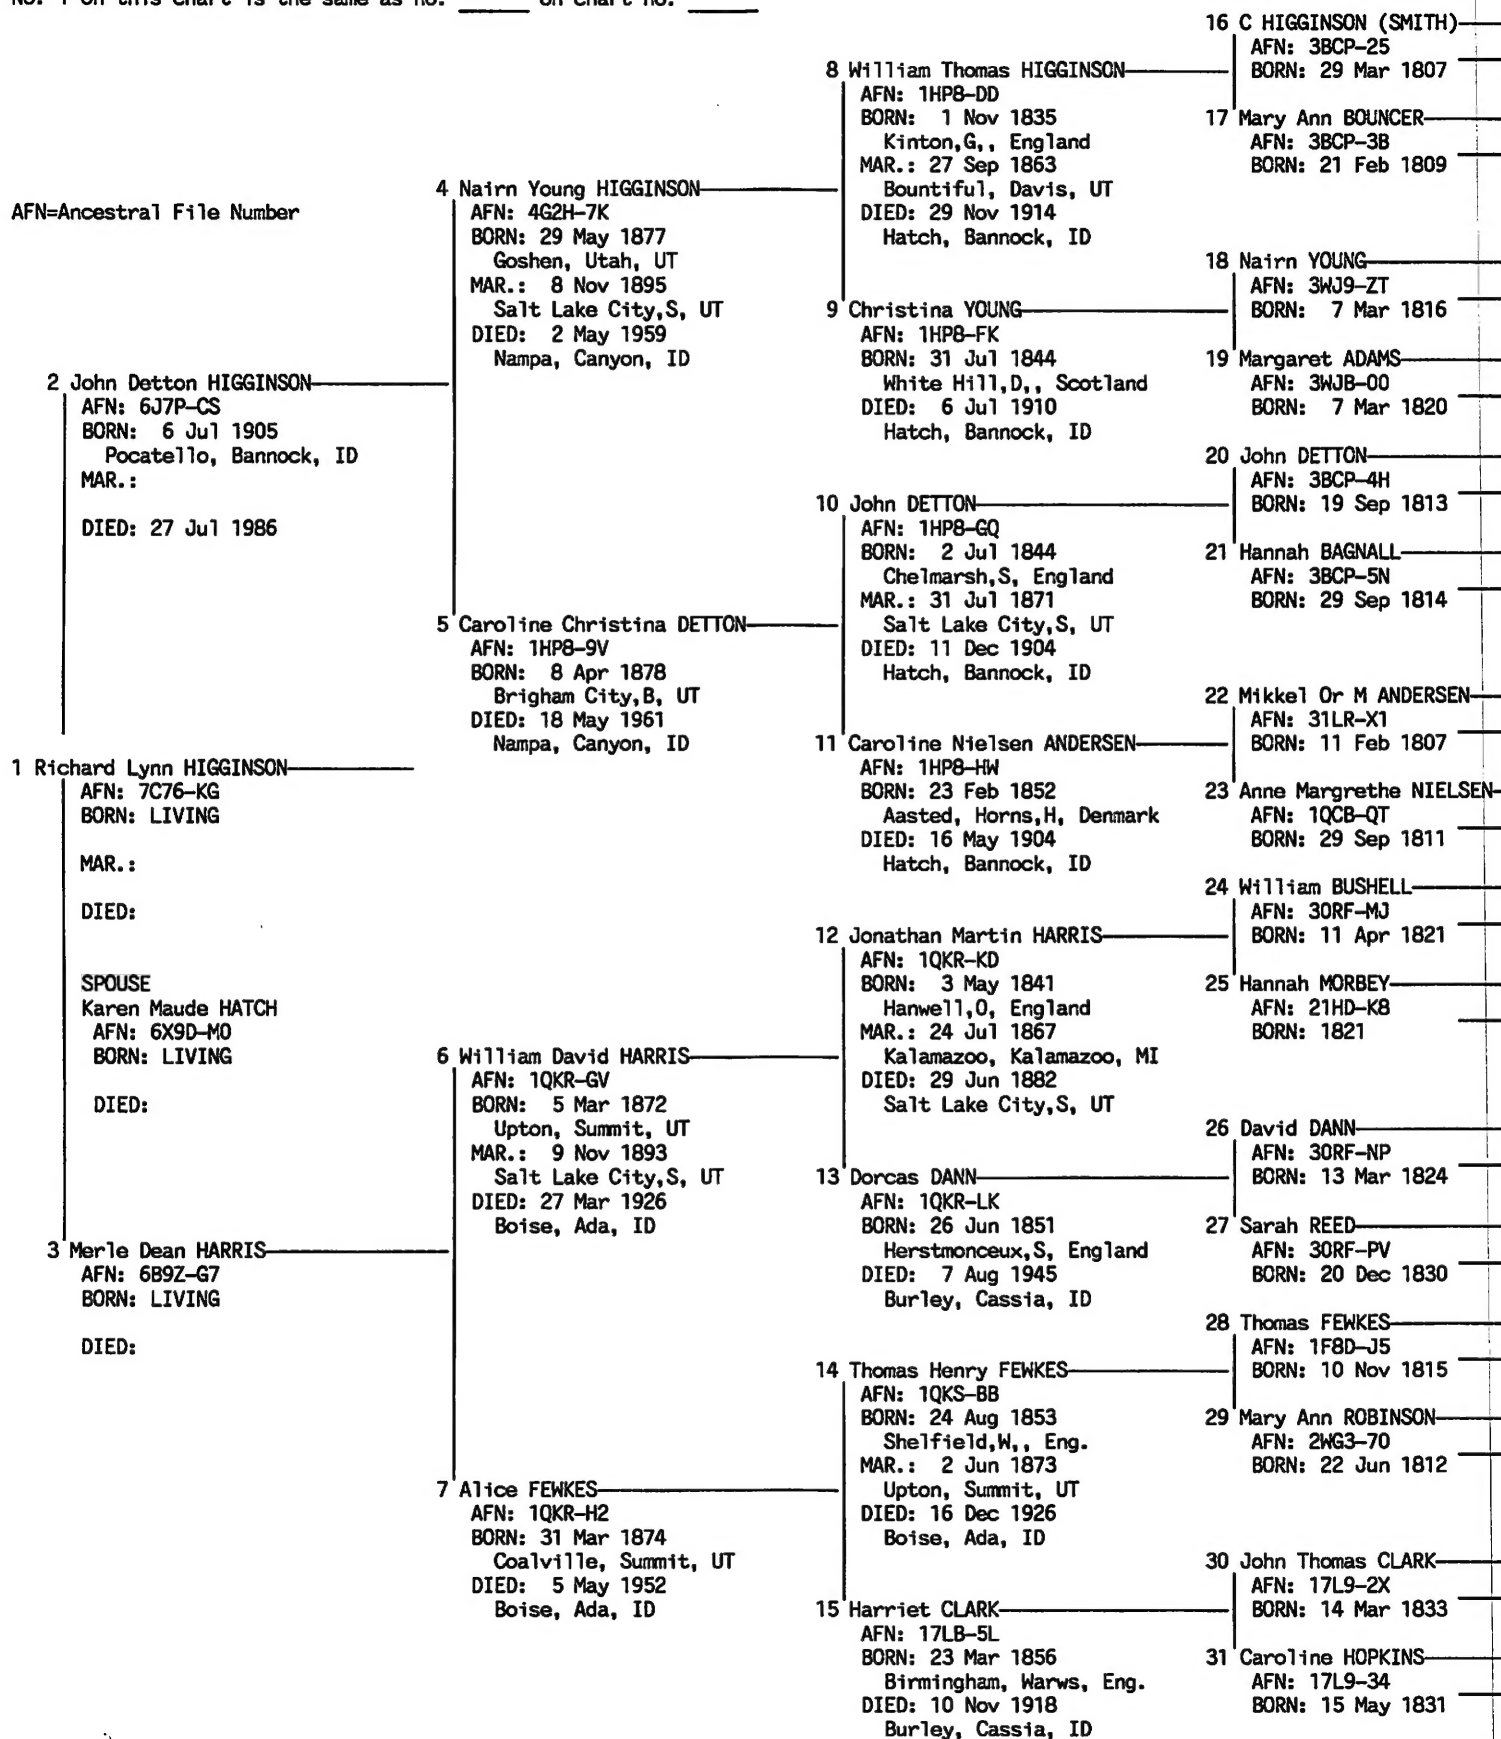 No. 1 on this chart is the same as no. ______ on chart no. ______
AFN=Ancestral File Number
1 Richard Lynn HIGGINSON
AFN: 7C76-KG
BORN: LIVING
MAR.:
DIED:
SPOUSE
Karen Maude HATCH
AFN: 6X9D-M0
BORN: LIVING
DIED:
2 John Detton HIGGINSON
AFN: 6J7P-CS
BORN: 6 Jul 1905
Pocatello, Bannock, ID
MAR.:
DIED: 27 Jul 1986
3 Merle Dean HARRIS
AFN: 6B9Z-G7
BORN: LIVING
DIED:
4 Nairn Young HIGGINSON
AFN: 4G2H-7K
BORN: 29 May 1877
Goshen, Utah, UT
MAR.: 8 Nov 1895
Salt Lake City,S, UT
DIED: 2 May 1959
Nampa, Canyon, ID
5 Caroline Christina DETTON
AFN: 1HP8-9V
BORN: 8 Apr 1878
Brigham City,B, UT
DIED: 18 May 1961
Nampa, Canyon, ID
6 William David HARRIS
AFN: 1QKR-GV
BORN: 5 Mar 1872
Upton, Summit, UT
MAR.: 9 Nov 1893
Salt Lake City,S, UT
DIED: 27 Mar 1926
Boise, Ada, ID
7 Alice FEWKES
AFN: 1QKR-H2
BORN: 31 Mar 1874
Coalville, Summit, UT
DIED: 5 May 1952
Boise, Ada, ID
8 William Thomas HIGGINSON
AFN: 1HP8-DD
BORN: 1 Nov 1835
Kinton,G,, England
MAR.: 27 Sep 1863
Bountiful, Davis, UT
DIED: 29 Nov 1914
Hatch, Bannock, ID
9 Christina YOUNG
AFN: 1HP8-FK
BORN: 31 Jul 1844
White Hill,D,, Scotland
DIED: 6 Jul 1910
Hatch, Bannock, ID
10 John DETTON
AFN: 1HP8-GQ
BORN: 2 Jul 1844
Chelmarsh,S, England
MAR.: 31 Jul 1871
Salt Lake City,S, UT
DIED: 11 Dec 1904
Hatch, Bannock, ID
11 Caroline Nielsen ANDERSEN
AFN: 1HP8-HW
BORN: 23 Feb 1852
Aasted, Horns,H, Denmark
DIED: 16 May 1904
Hatch, Bannock, ID
12 Jonathan Martin HARRIS
AFN: 1QKR-KD
BORN: 3 May 1841
Hanwell,O, England
MAR.: 24 Jul 1867
Kalamazoo, Kalamazoo, MI
DIED: 29 Jun 1882
Salt Lake City,S, UT
13 Dorcas DANN
AFN: 1QKR-LK
BORN: 26 Jun 1851
Herstmonceux,S, England
DIED: 7 Aug 1945
Burley, Cassia, ID
14 Thomas Henry FEWKES
AFN: 1QKS-BB
BORN: 24 Aug 1853
Shelfield,W,, Eng.
MAR.: 2 Jun 1873
Upton, Summit, UT
DIED: 16 Dec 1926
Boise, Ada, ID
15 Harriet CLARK
AFN: 17LB-5L
BORN: 23 Mar 1856
Birmingham, Warws, Eng.
DIED: 10 Nov 1918
Burley, Cassia, ID
16 C HIGGINSON (SMITH)
AFN: 3BCP-25
BORN: 29 Mar 1807
17 Mary Ann BOUNCER
AFN: 3BCP-3B
BORN: 21 Feb 1809
18 Nairn YOUNG
AFN: 3WJ9-ZT
BORN: 7 Mar 1816
19 Margaret ADAMS
AFN: 3WJB-00
BORN: 7 Mar 1820
20 John DETTON
AFN: 3BCP-4H
BORN: 19 Sep 1813
21 Hannah BAGNALL
AFN: 3BCP-5N
BORN: 29 Sep 1814
22 Mikkel Or M ANDERSEN
AFN: 31LR-X1
BORN: 11 Feb 1807
23 Anne Margrethe NIELSEN
AFN: 1QCB-QT
BORN: 29 Sep 1811
24 William BUSHELL
AFN: 30RF-MJ
BORN: 11 Apr 1821
25 Hannah MORBEY
AFN: 21HD-K8
BORN: 1821
26 David DANN
AFN: 30RF-NP
BORN: 13 Mar 1824
27 Sarah REED
AFN: 30RF-PV
BORN: 20 Dec 1830
28 Thomas FEWKES
AFN: 1F8D-J5
BORN: 10 Nov 1815
29 Mary Ann ROBINSON
AFN: 2WG3-70
BORN: 22 Jun 1812
30 John Thomas CLARK
AFN: 17L9-2X
BORN: 14 Mar 1833
31 Caroline HOPKINS
AFN: 17L9-34
BORN: 15 May 1831